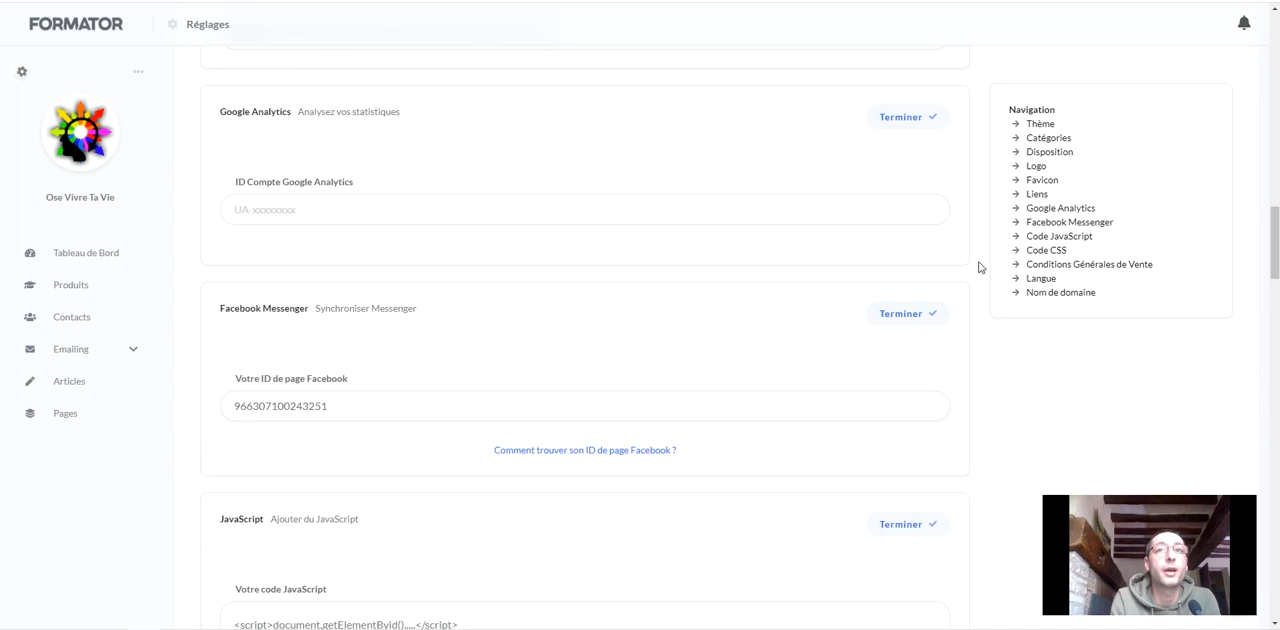 FORMATOR
Réglages
Ose Vivre Ta Vie
Tableau de Bord
Produits
Contacts
Emailing
Articles
Pages
Google Analytics Analysez vos statistiques
Terminer
ID Compte Google Analytics
UA-xxxxxxxx
Facebook Messenger Synchroniser Messenger
Terminer
Votre ID de page Facebook
966307100243251
Comment trouver son ID de page Facebook ?
JavaScript Ajouter du JavaScript
Terminer
Votre code JavaScript
<script>document.getElementByid().....</script>
Navigation
Thème
Catégories
Disposition
Logo
Favicon
Liens
Google Analytics
Facebook Messenger
Code JavaScript
Code CSS
Conditions Générales de Vente
Langue
Nom de domaine